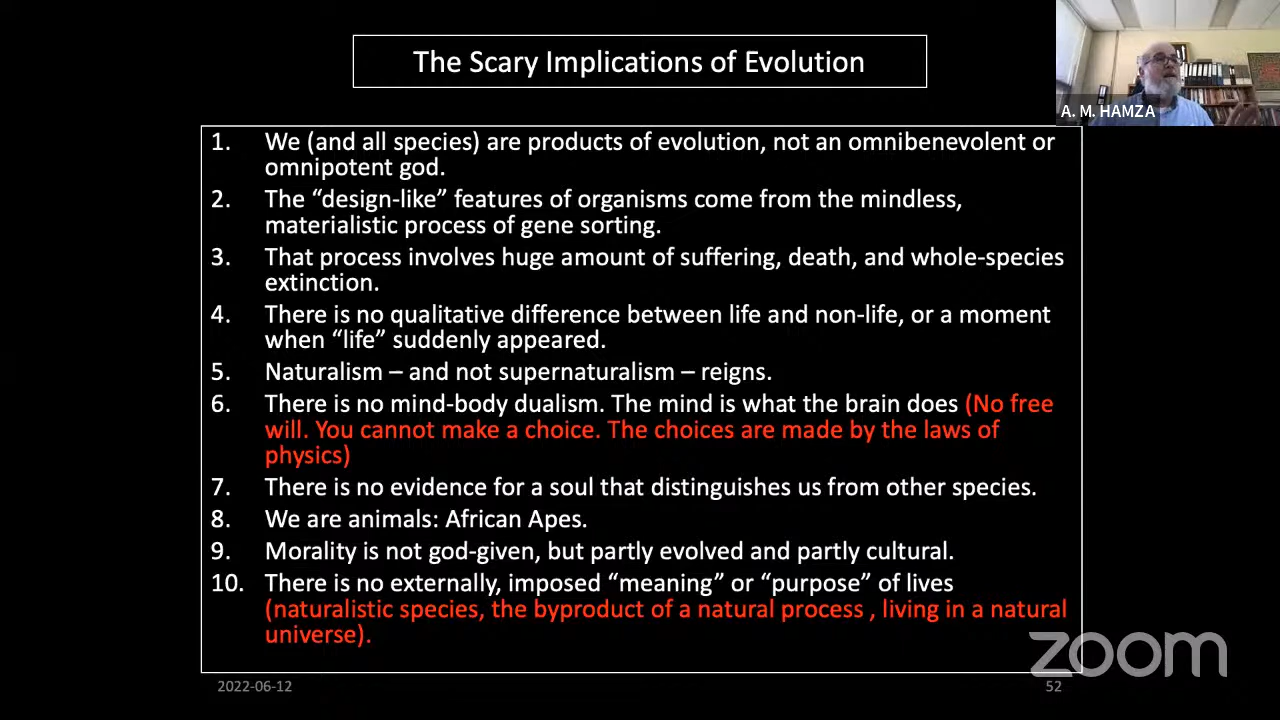 The Scary Implications of Evolution
A. M. HAMZA
1. We (and all species) are products of evolution, not an omnibenevolent or
omnipotent god.
2. The “design-like” features of organisms come from the mindless,
materialistic process of gene sorting.
3. That process involves huge amount of suffering, death, and whole-species
extinction.
4. There is no qualitative difference between life and non-life, or a moment
when “life” suddenly appeared.
5. Naturalism – and not supernaturalism – reigns.
6. There is no mind-body dualism. The mind is what the brain does (No free
will. You cannot make a choice. The choices are made by the laws of
physics)
7. There is no evidence for a soul that distinguishes us from other species.
8. We are animals: African Apes.
9. Morality is not god-given, but partly evolved and partly cultural.
10. There is no externally, imposed “meaning” or “purpose” of lives
(naturalistic species, the byproduct of a natural process , living in a natural
universe).
zoom
2022-06-12
52